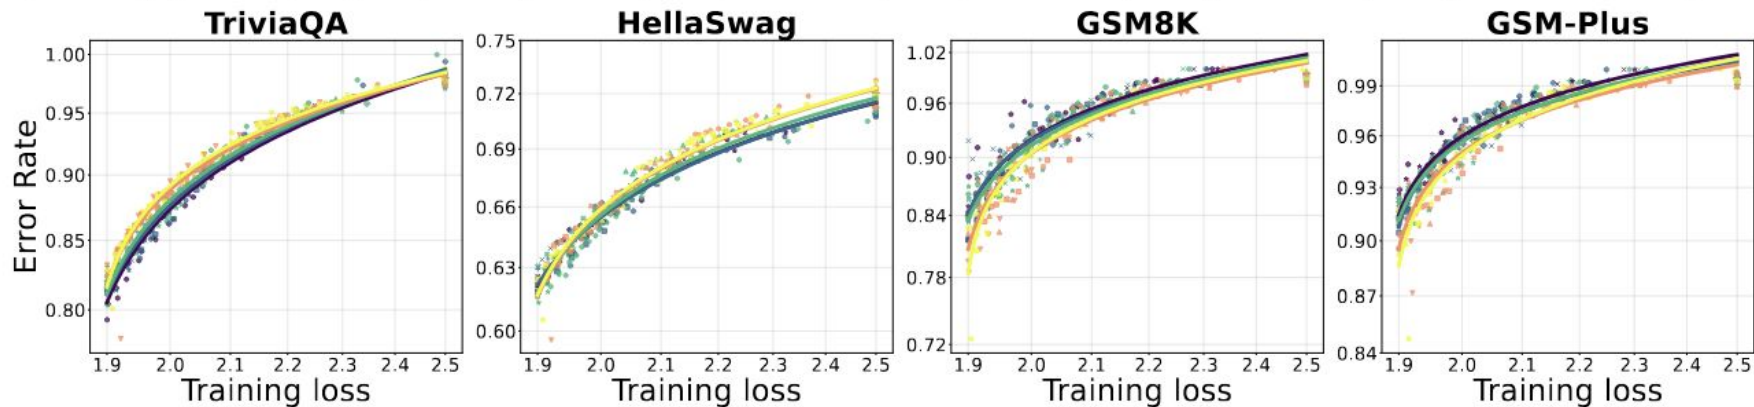 TriviaQA
HellaSwag
GSM8K
GSM-Plus
Error Rate
1.00
0.95
0.90
0.85
0.80
1.9 2.0 2.1 2.2 2.3 2.4 2.5
Training loss
0.75
0.72
0.69
0.66
0.63
0.60
1.9 2.0 2.1 2.2 2.3 2.4 2.5
Training loss
1.02
0.96
0.90
0.84
0.78
0.72
1.9 2.0 2.1 2.2 2.3 2.4 2.5
Training loss
0.99
0.96
0.93
0.90
0.87
0.84
1.9 2.0 2.1 2.2 2.3 2.4 2.5
Training loss